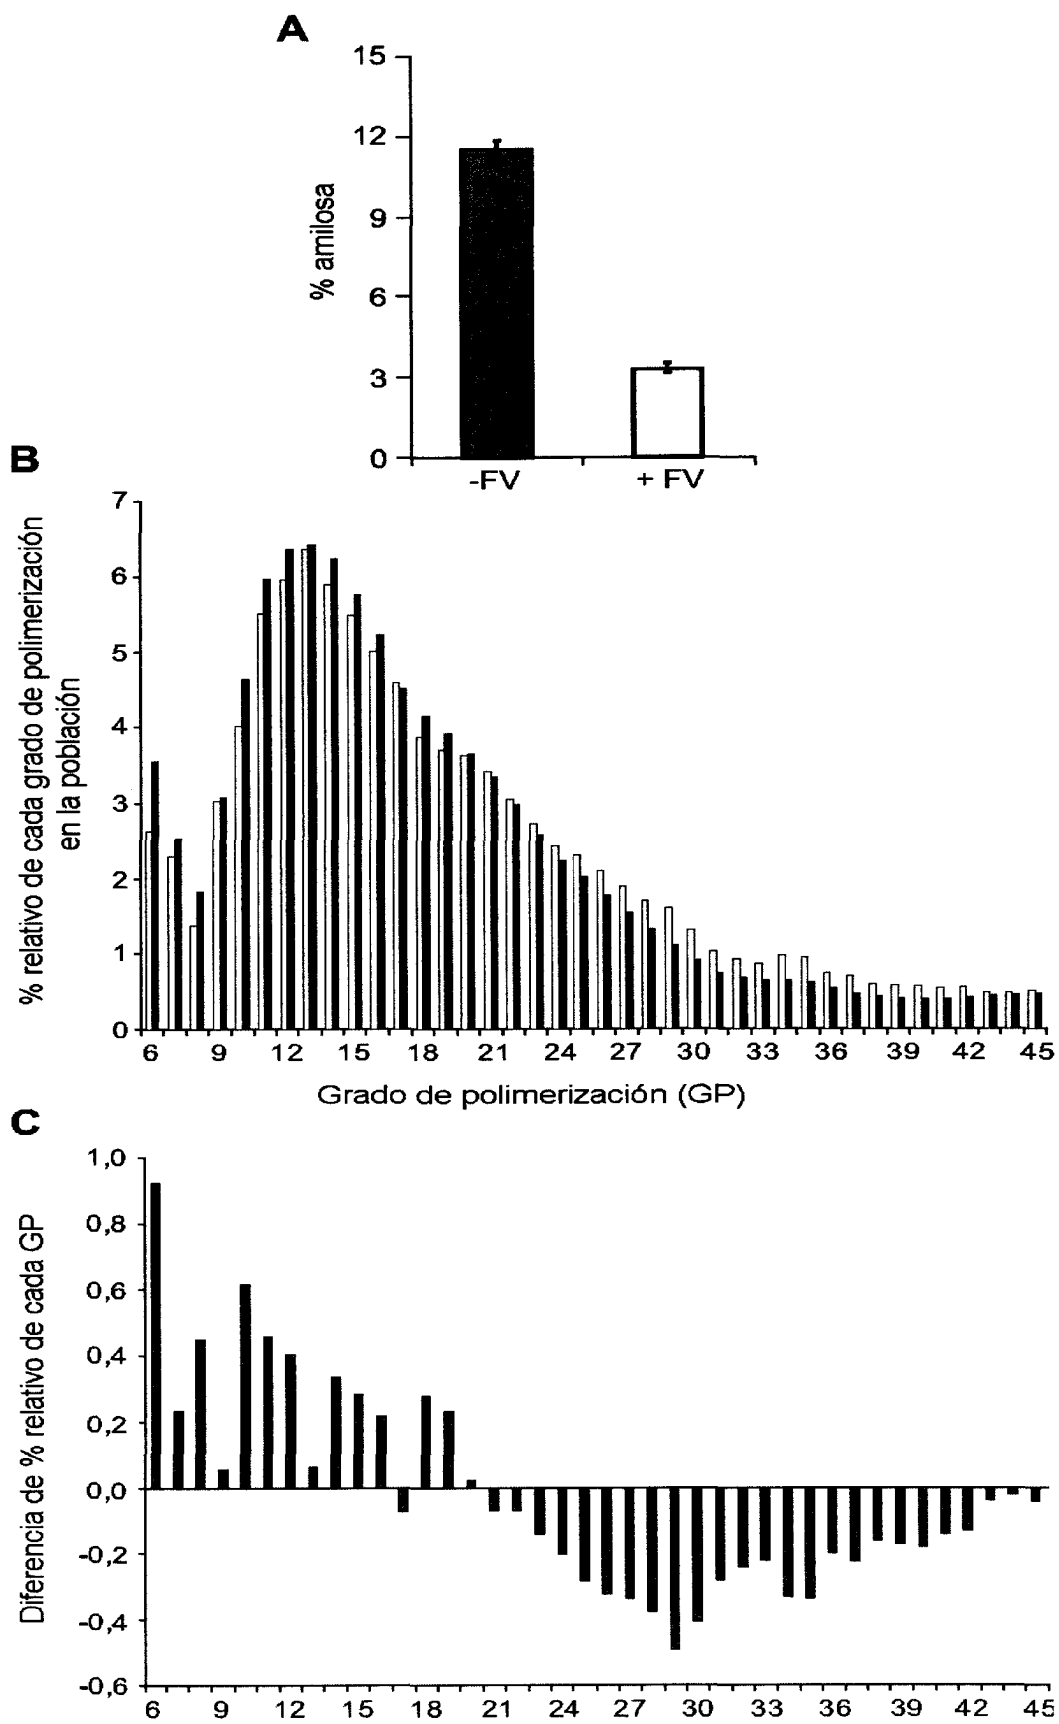 A
15
12
9
6
3
0
% amilosa
-FV
+ FV
B
7
6
5
4
3
2
1
0
% relativo de cada grado de polimerización
en la población
6 9 12 15 18 21 24 27 30 33 36 39 42 45
Grado de polimerización (GP)
C
1,0
0,8
0,6
0,4
0,2
0,0
-0,2
-0,4
-0,6
Diferencia de % relativo de cada GP
6 9 12 15 18 21 24 27 30 33 36 39 42 45